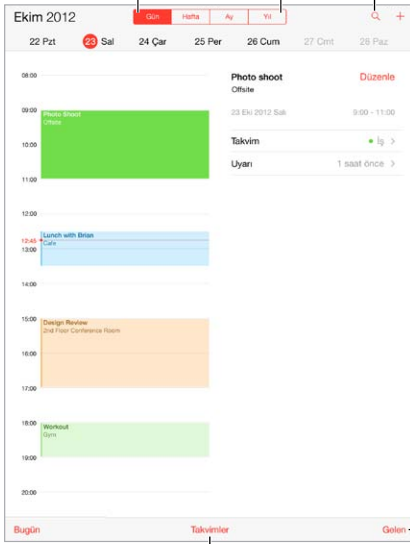 Ekim 2012
Gün Hafta Ay Yıl
22 Pzt 23 Sal 24 Çar 25 Per 26 Cum 27 Cmt 28 Paz
08:00
09:00
Photo Shoot
Offsite
10:00
11:00
12:00
Lunch with Brian
12:45 Cafe
13:00
14:00
15:00 Design Review
2nd Floor Conference Room
16:00
17:00
18:00 Workout
Gym
19:00
20:00
Photo shoot Düzenle
Offsite
23 Eki 2012 Salı 9:00 - 11:00
Takvim İş
Uyarı 1 saat önce
Bugün Takvimler Gelen